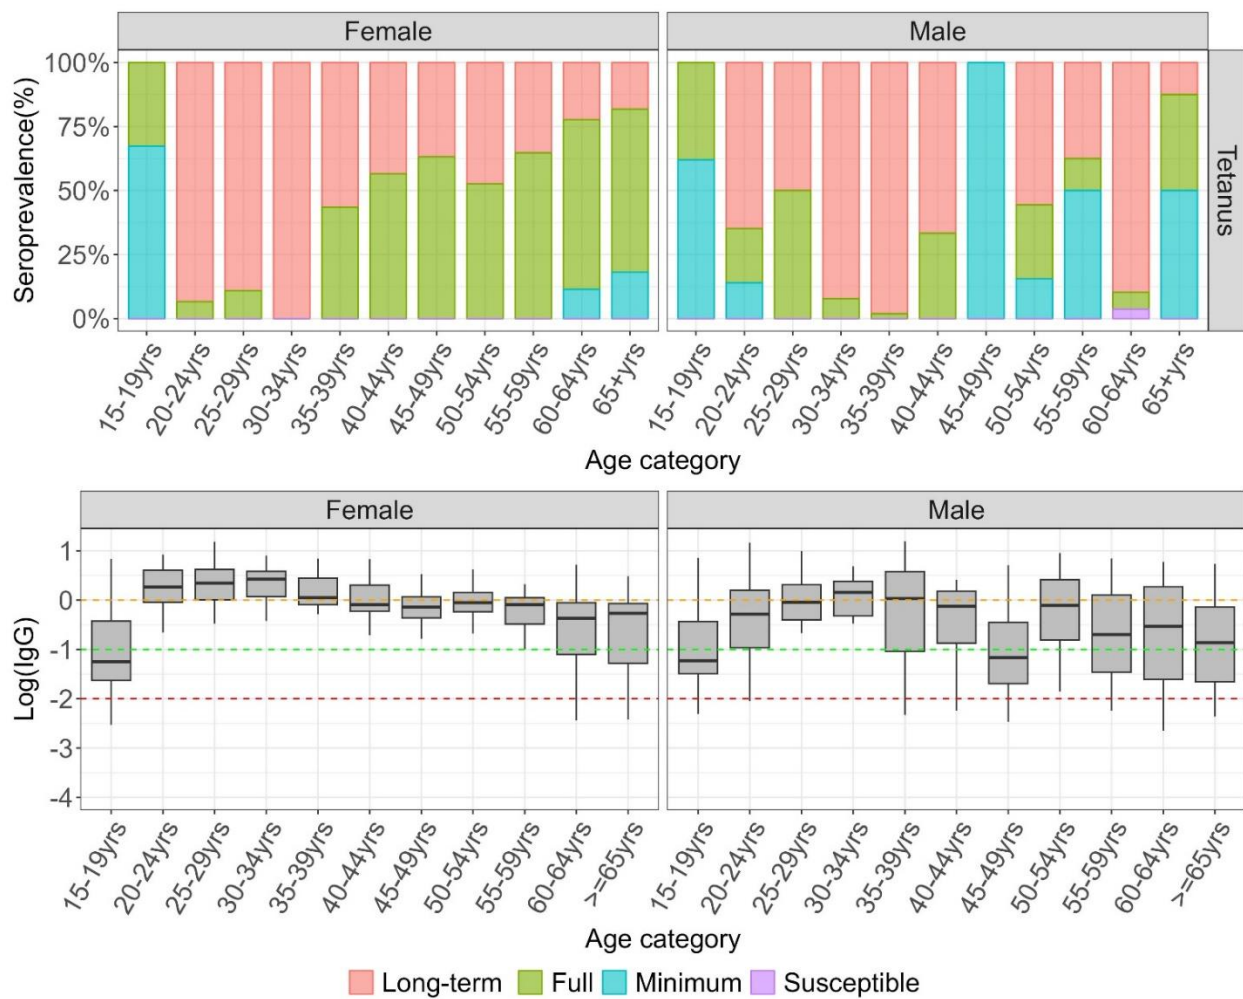 Female Male
Seroprevalence(%)
100%
75%
50%
25%
0%
Tetanus
15-19yrs 20-24yrs 25-29yrs 30-34yrs 35-39yrs 40-44yrs 45-49yrs 50-54yrs 55-59yrs 60-64yrs 65+yrs 15-19yrs 20-24yrs 25-29yrs 30-34yrs 35-39yrs 40-44yrs 45-49yrs 50-54yrs 55-59yrs 60-64yrs 65+yrs
Age category
Female Male
Log(IgG)
1
0
-1
-2
-3
-4
15-19yrs 20-24yrs 25-29yrs 30-34yrs 35-39yrs 40-44yrs 45-49yrs 50-54yrs 55-59yrs 60-64yrs >=65yrs 15-19yrs 20-24yrs 25-29yrs 30-34yrs 35-39yrs 40-44yrs 45-49yrs 50-54yrs 55-59yrs 60-64yrs >=65yrs
Age category
Long-term Full Minimum Susceptible